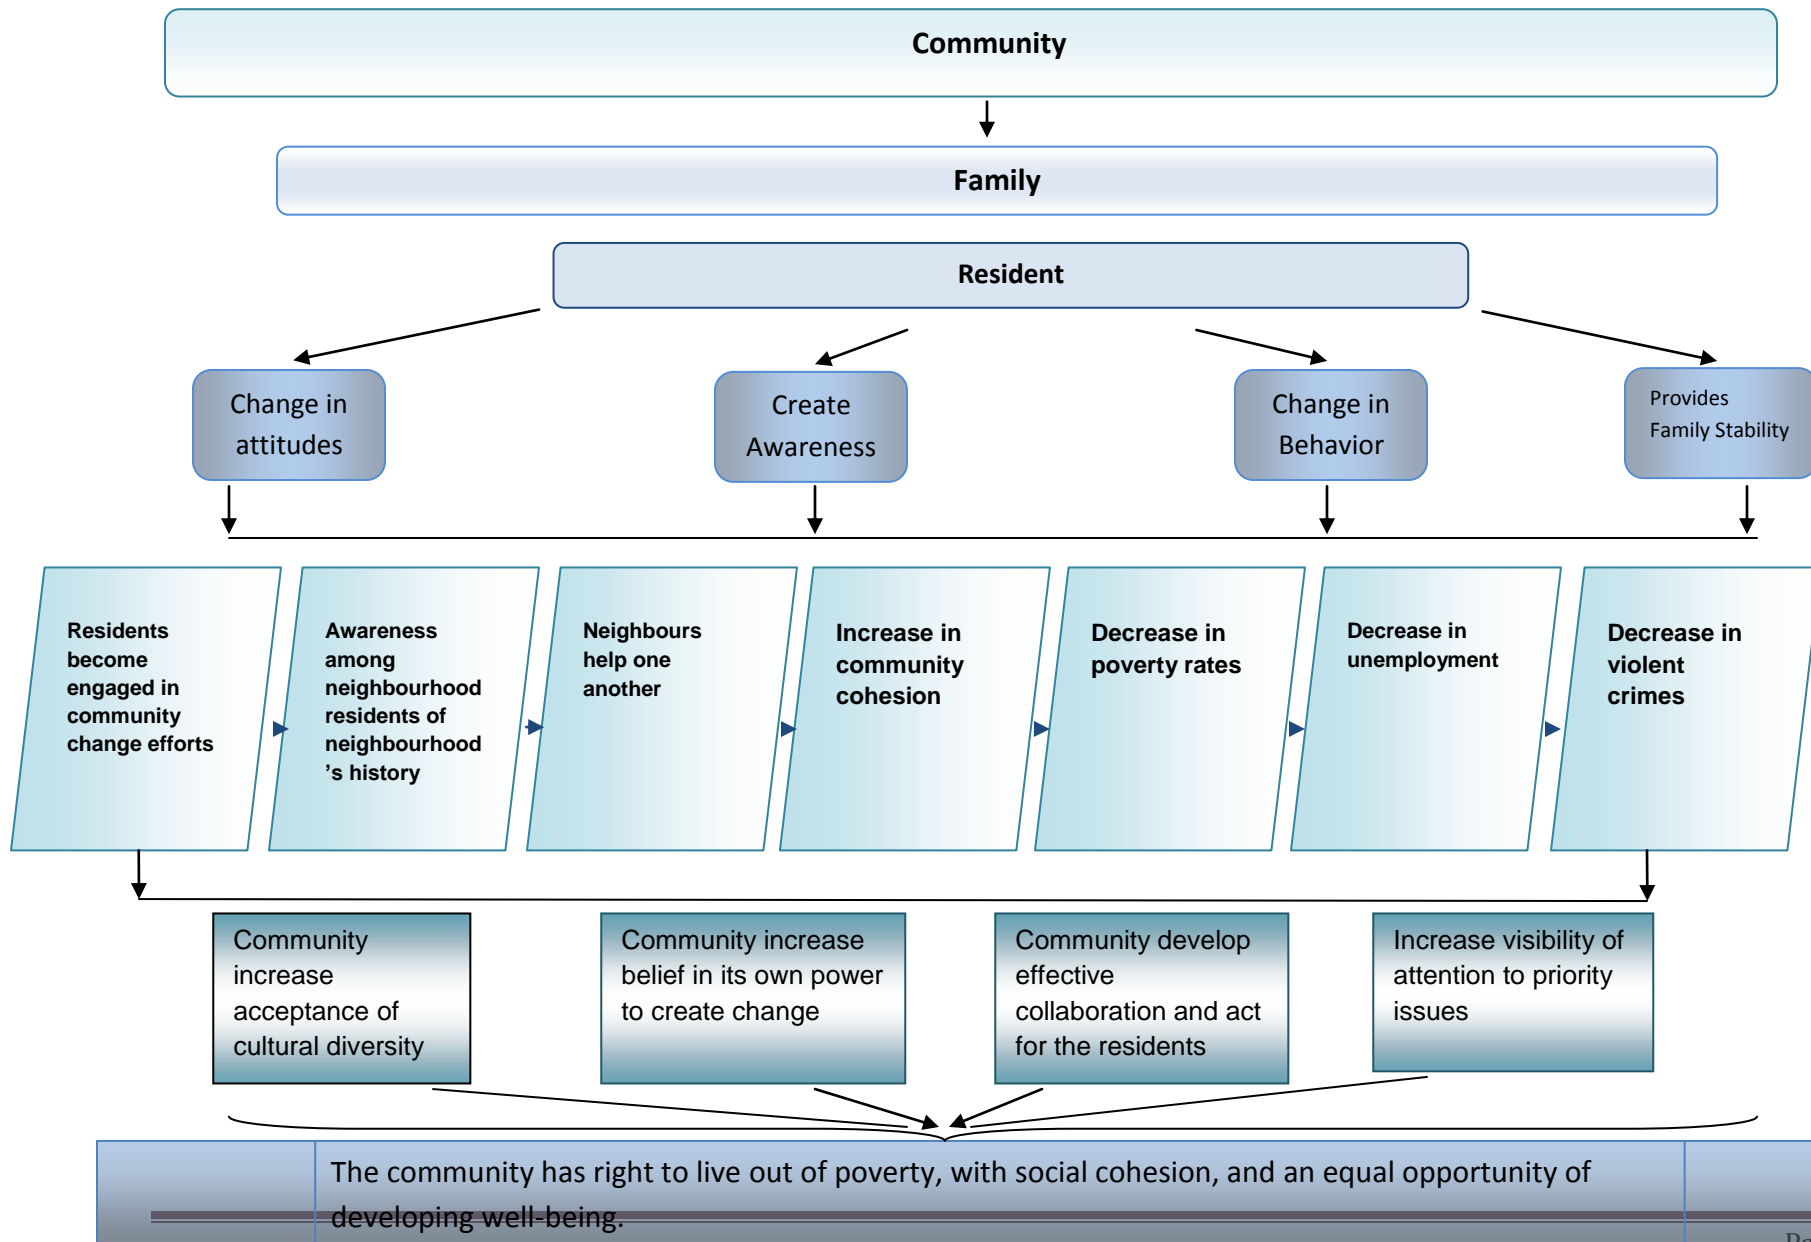 Community
Family
Resident
Change in
attitudes
Create
Awareness
Change in
Behavior
Provides
Family Stability
Residents
become
engaged in
community
change efforts
Awareness
among
neighbourhood
residents of
neighbourhood
’s history
Neighbours
help one
another
Increase in
community
cohesion
Decrease in
poverty rates
Decrease in
unemployment
Decrease in
violent
crimes
Community
increase
acceptance of
cultural diversity
Community increase
belief in its own power
to create change
Community develop
effective
collaboration and act
for the residents
Increase visibility of
attention to priority
issues
The community has right to live out of poverty, with social cohesion, and an equal opportunity of
developing well-being.